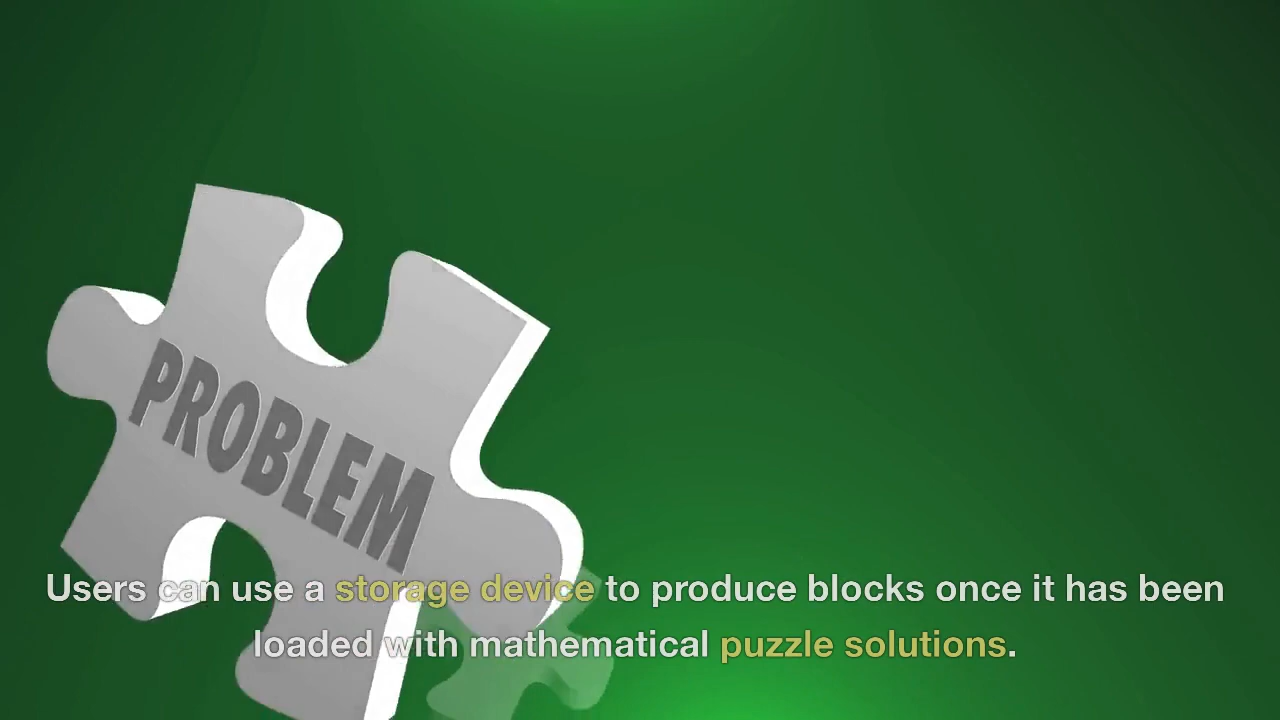 PROBLEM
Users can use a storage device to produce blocks once it has been
loaded with mathematical puzzle solutions.